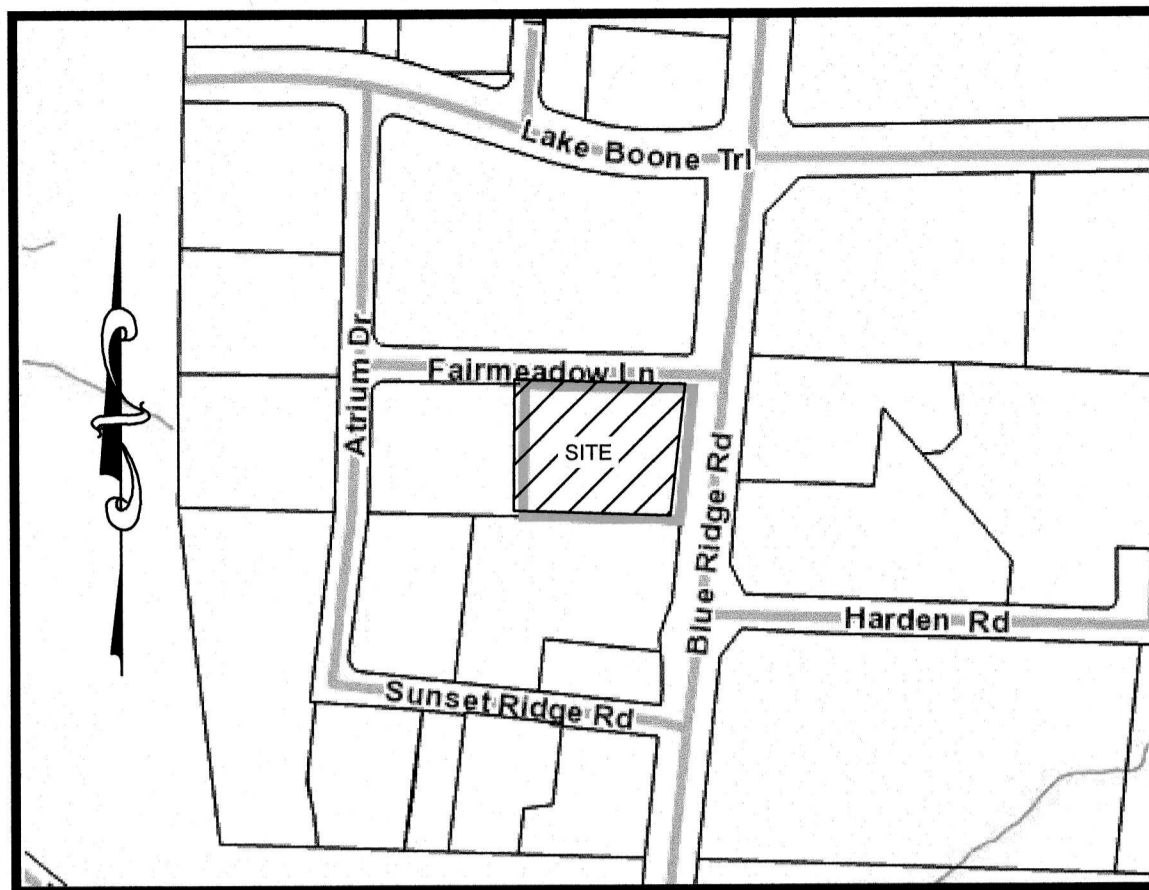 Lake Boone Trl
Atrium Dr
Fairmeadow Ln
SITE
Blue Ridge Rd
Harden Rd
Sunset Ridge Rd